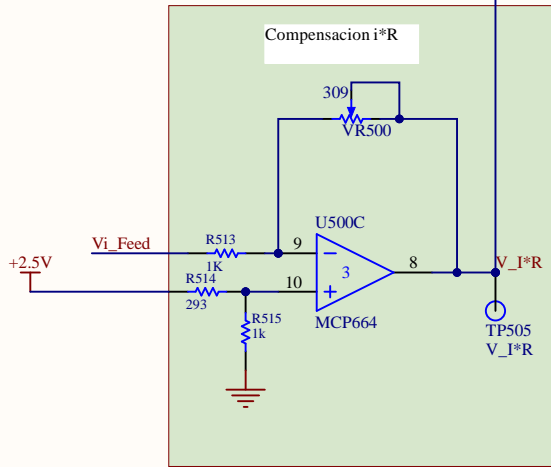 Compensacion i*R
309
VR500
U500C
Vi_Feed
R513
9
1K
8
V_I*R
+2.5V
R514
10
3
293
R515
1k
MCP664
TP505
V_I*R